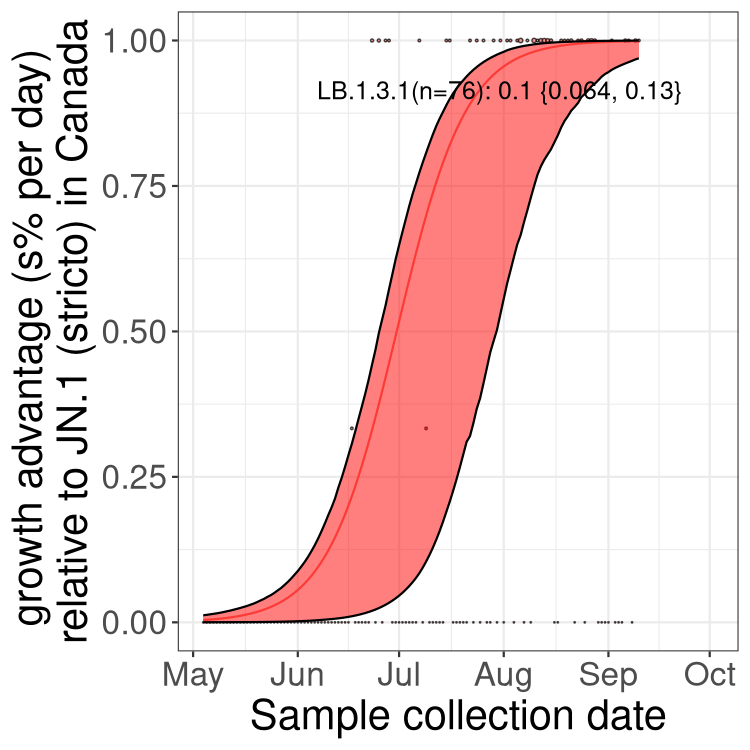 growth advantage (s% per day)
relative to JN.1 (stricto) in Canada
1.00
0.75
0.50
0.25
0.00
LB.1.3.1(n=76): 0.1 {0.064, 0.13}
May Jun Jul Aug Sep Oct
Sample collection date